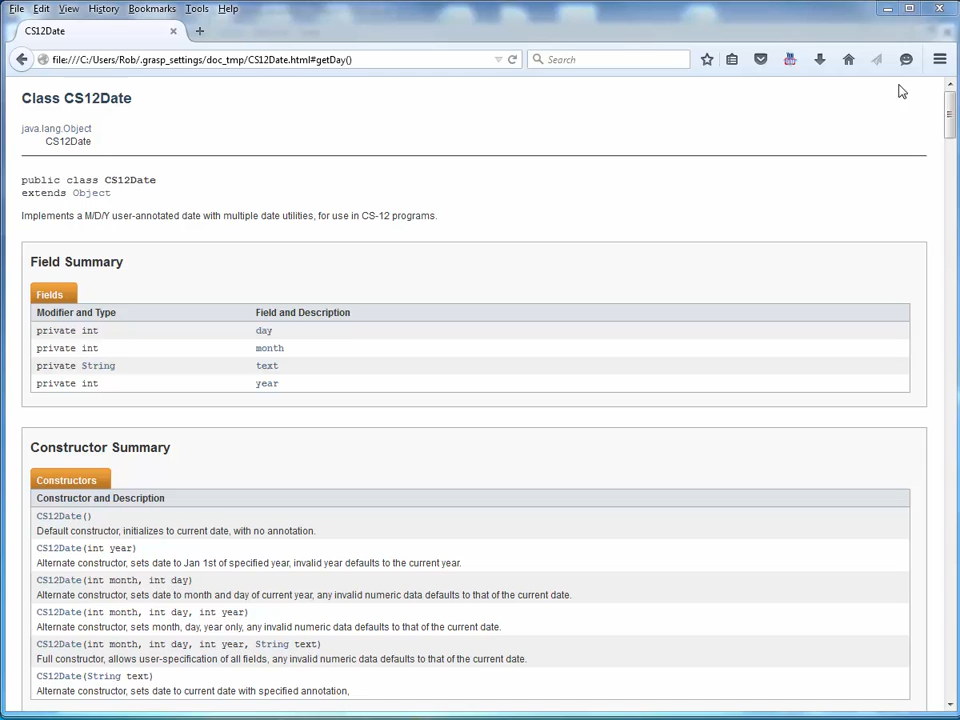 File Edit View History Bookmarks Tools Help
CS12Date
file:///C:/Users/Rob/.grasp_settings/doc_tmp/CS12Date.html#getDay()
Search
Class CS12Date
java.lang.Object
CS12Date
public class CS12Date
extends Object
Implements a M/D/Y user-annotated date with multiple date utilities, for use in CS-12 programs.
Field Summary
Fields
Modifier and Type Field and Description
private int day
private int month
private String text
private int year
Constructor Summary
Constructors
Constructor and Description
CS12Date()
Default constructor, initializes to current date, with no annotation.
CS12Date(int year)
Alternate constructor, sets date to Jan 1st of specified year, invalid year defaults to the current year.
CS12Date(int month, int day)
Alternate constructor, sets date to month and day of current year, any invalid numeric data defaults to that of the current date.
CS12Date(int month, int day, int year)
Alternate constructor, sets month, day, year only, any invalid numeric data defaults to that of the current date.
CS12Date(int month, int day, int year, String text)
Full constructor, allows user-specification of all fields, any invalid numeric data defaults to that of the current date.
CS12Date(String text)
Alternate constructor, sets date to current date with specified annotation,